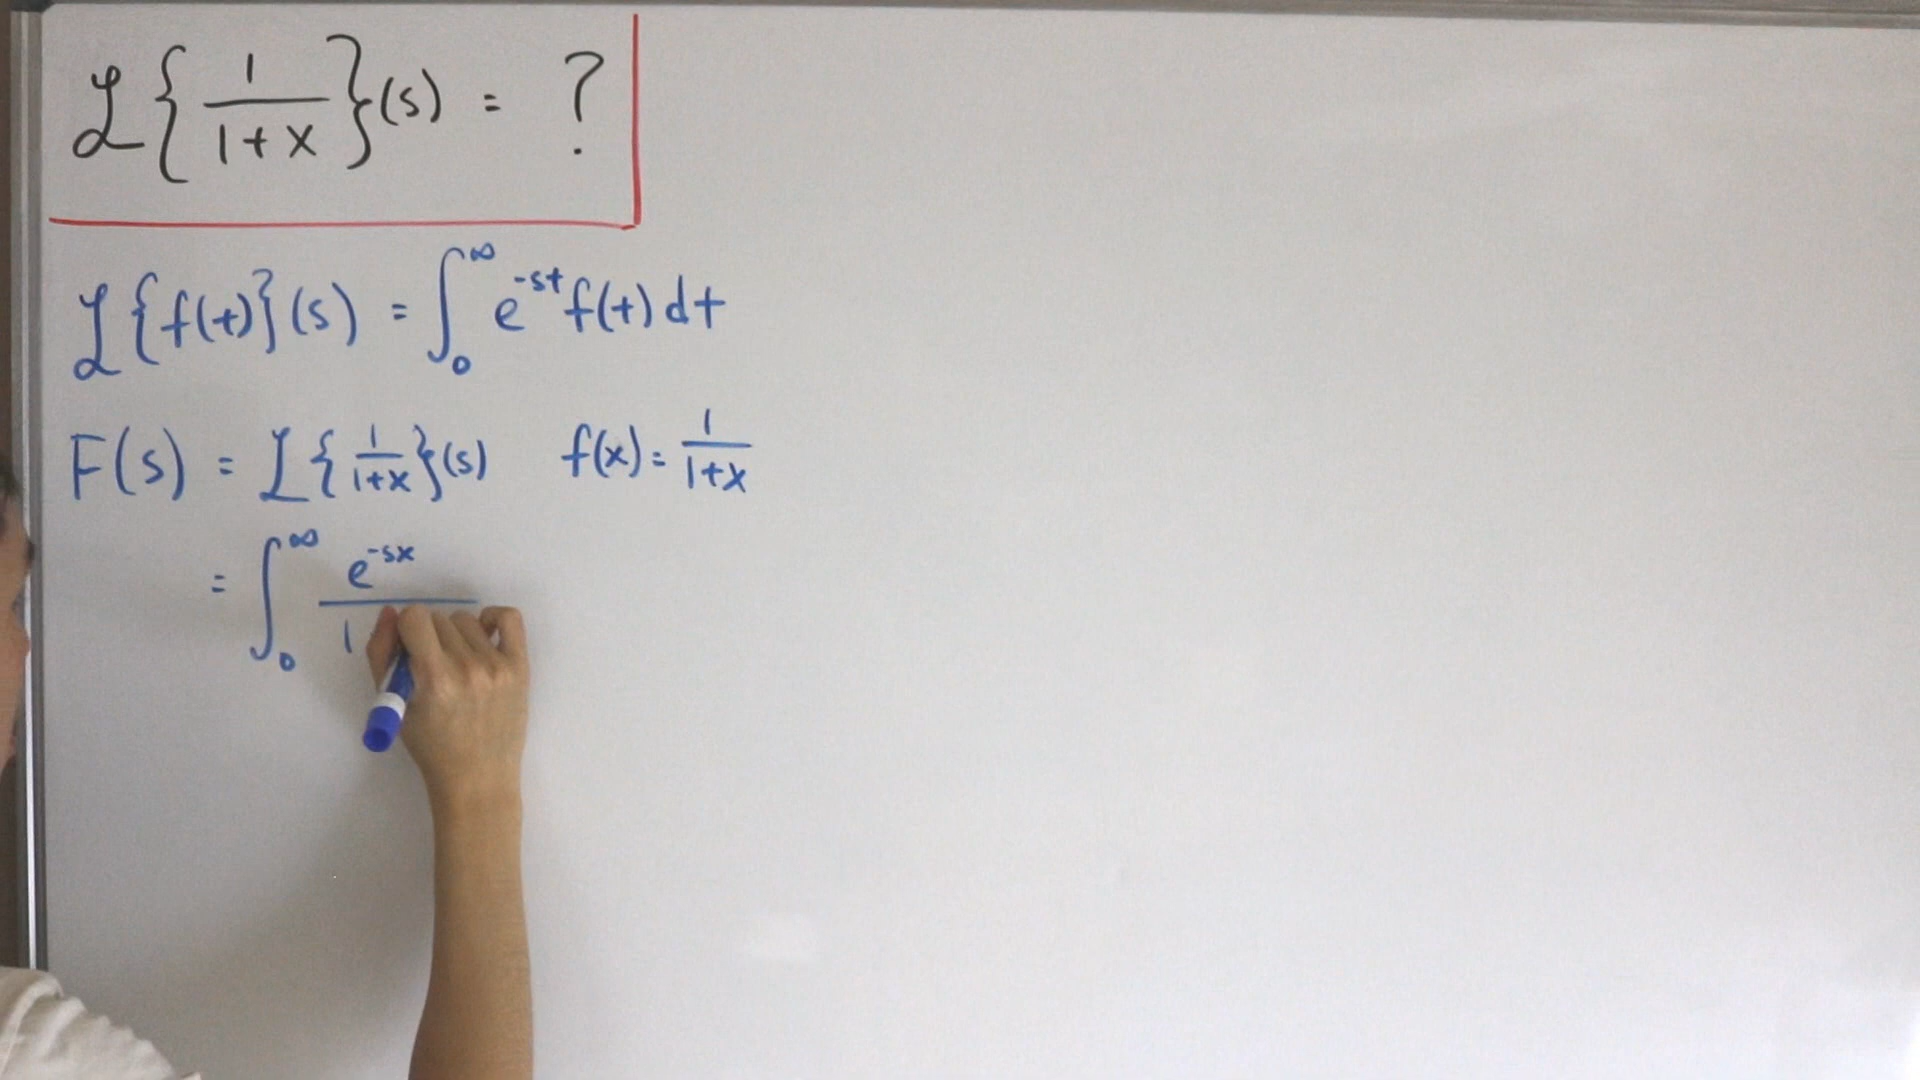 ℒ{1/(1+x)}(s) = ?
ℒ{f(t)}(s) = ∫₀^∞ e^(-st) f(t) dt
F(s) = ℒ{1/(1+x)}(s) f(x) = 1/(1+x)
= ∫₀^∞ e^(-sx)/1